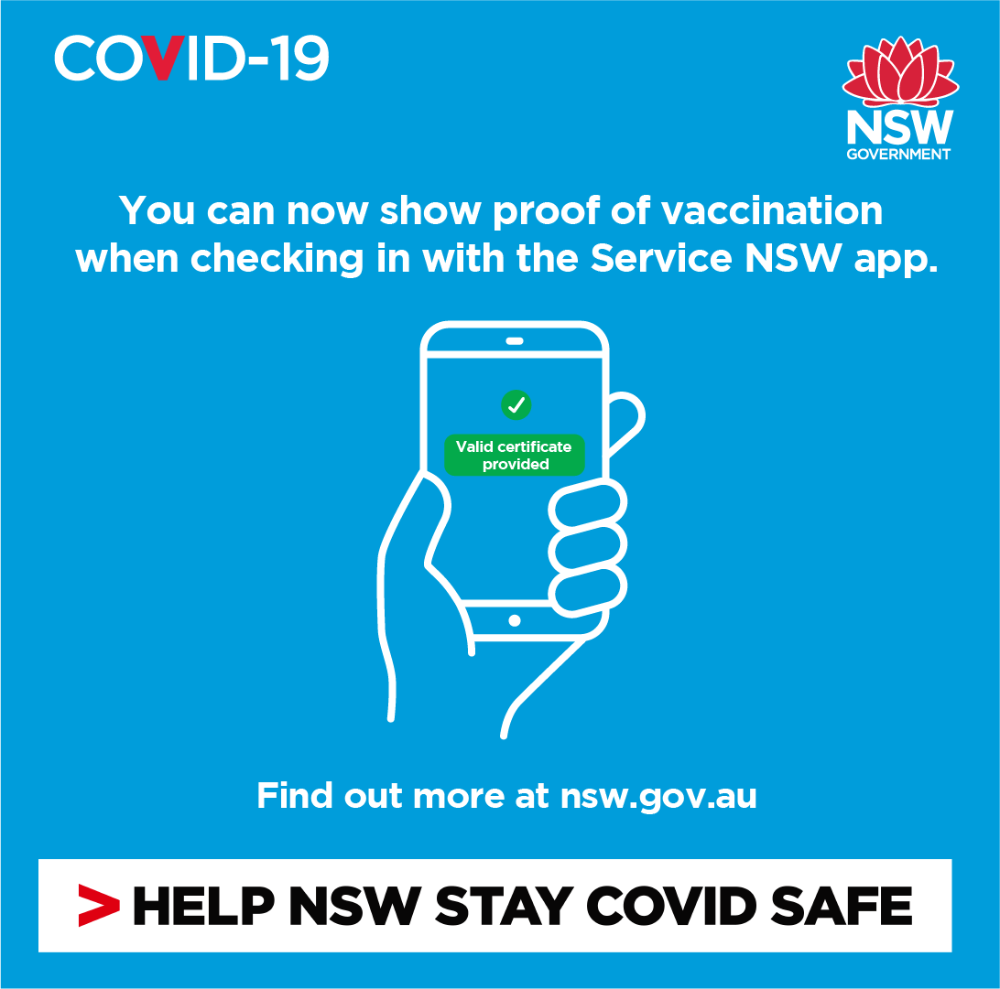 COVID-19
NSW
GOVERNMENT
You can now show proof of vaccination
when checking in with the Service NSW app.
Valid certificate
provided
Find out more at nsw.gov.au
> HELP NSW STAY COVID SAFE